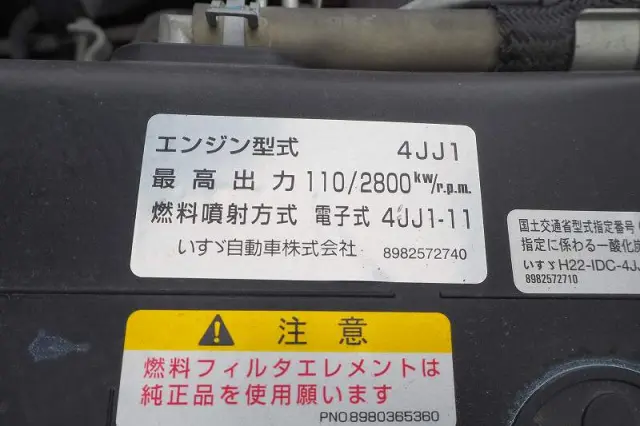 エンジン型式 4JJ1
最高出力 110/2800 kw/r.p.m.
燃料噴射方式 電子式 4JJ1-11
いすゞ自動車株式会社 8982572740
国土交通省型式指定番号
指定に係わる一酸化炭
いすゞH22-IDC-4J
8982572710
注意
燃料フィルタエレメントは
純正品を使用願います
PNO8980365360